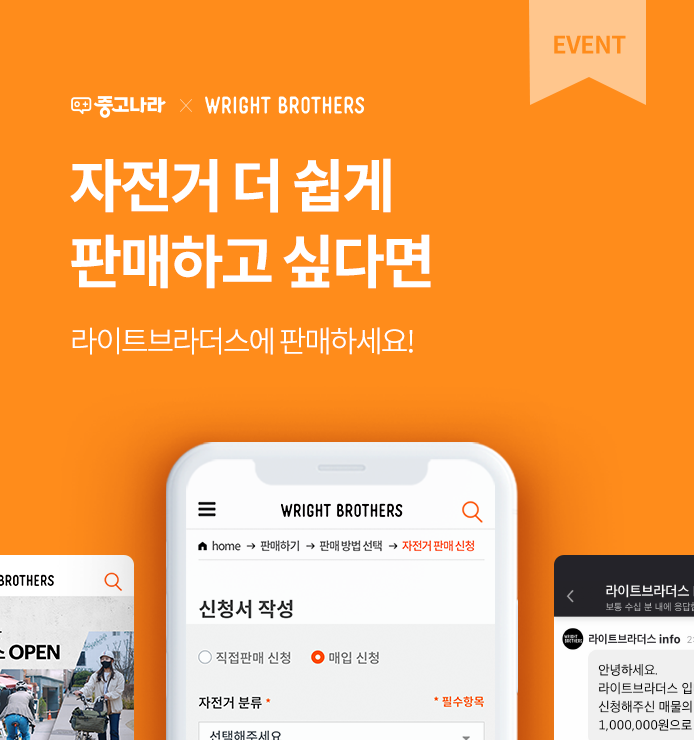 EVENT
중고나라 × WRIGHT BROTHERS
자전거 더 쉽게
판매하고 싶다면
라이트브라더스에 판매하세요!
WRIGHT BROTHERS
home → 판매하기 → 판매 방법 선택 → 자전거 판매 신청
신청서 작성
직접판매 신청 매입 신청
자전거 분류 * * 필수항목
선택해주세요
BROTHERS
OPEN
라이트브라더스
보통 수십 분 내에 응답
WRIGHT BROTHERS
라이트브라더스 info
안녕하세요.
라이트브라더스 입
신청해주신 매물의
1,000,000원으로